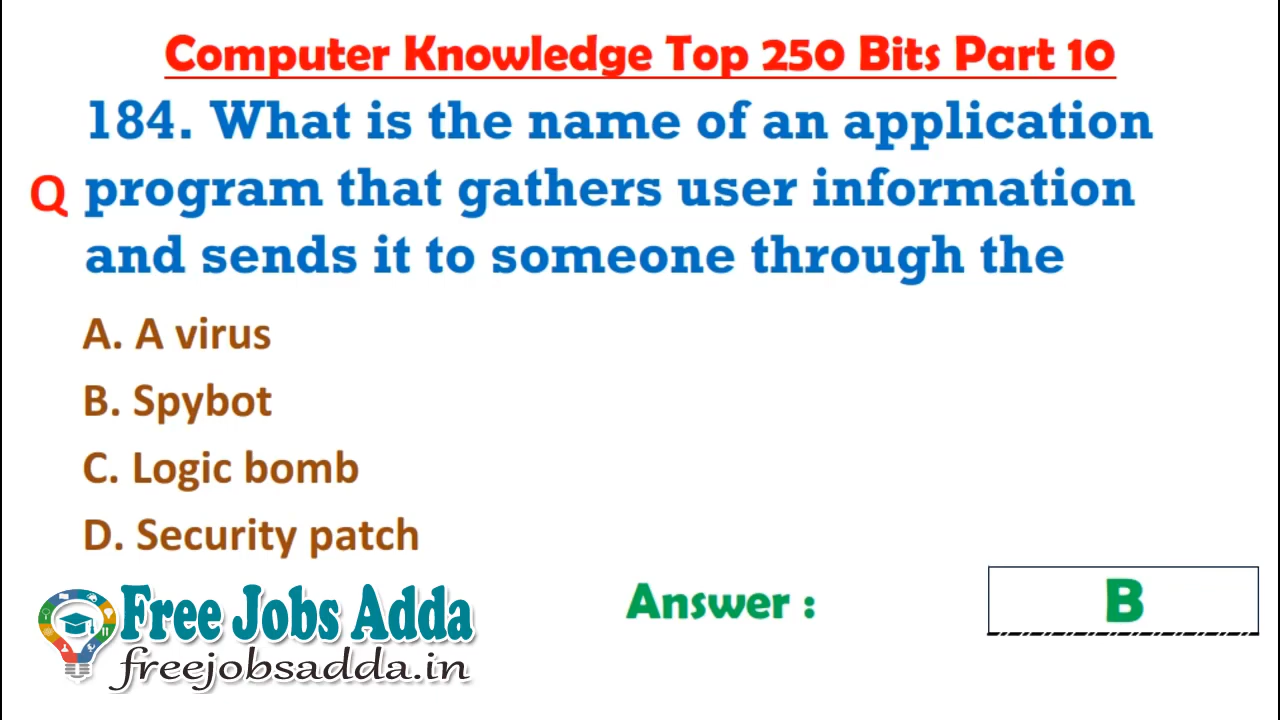 Computer Knowledge Top 250 Bits Part 10
184. What is the name of an application
Q program that gathers user information
and sends it to someone through the
A. A virus
B. Spybot
C. Logic bomb
D. Security patch
Free Jobs Adda
freejobsadda.in
Answer : B